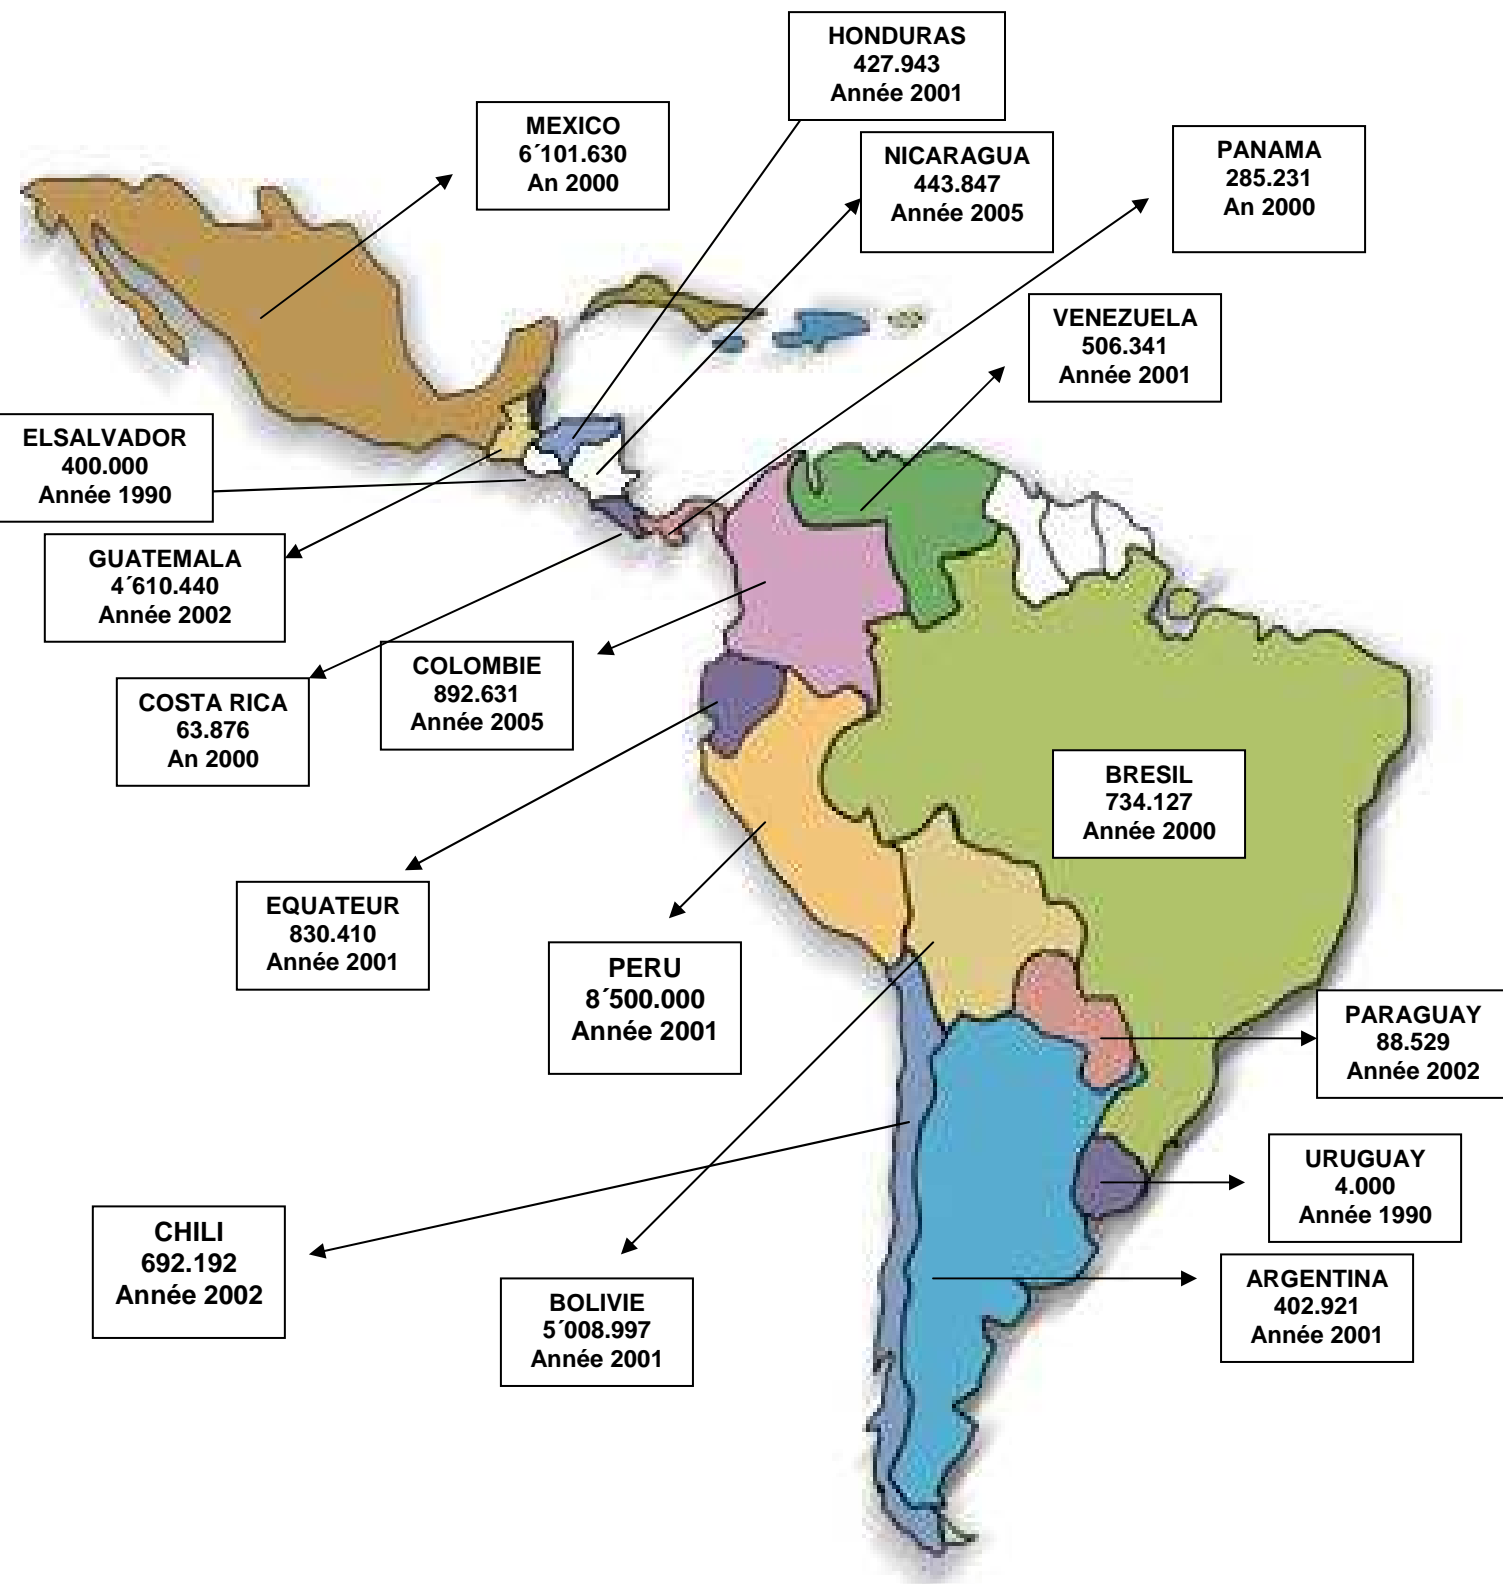 HONDURAS
427.943
Année 2001
MEXICO
6´101.630
An 2000
NICARAGUA
443.847
Année 2005
PANAMA
285.231
An 2000
VENEZUELA
506.341
Année 2001
ELSALVADOR
400.000
Année 1990
GUATEMALA
4´610.440
Année 2002
COSTA RICA
63.876
An 2000
COLOMBIE
892.631
Année 2005
BRESIL
734.127
Année 2000
EQUATEUR
830.410
Année 2001
PERU
8´500.000
Année 2001
PARAGUAY
88.529
Année 2002
URUGUAY
4.000
Année 1990
CHILI
692.192
Année 2002
BOLIVIE
5´008.997
Année 2001
ARGENTINA
402.921
Année 2001